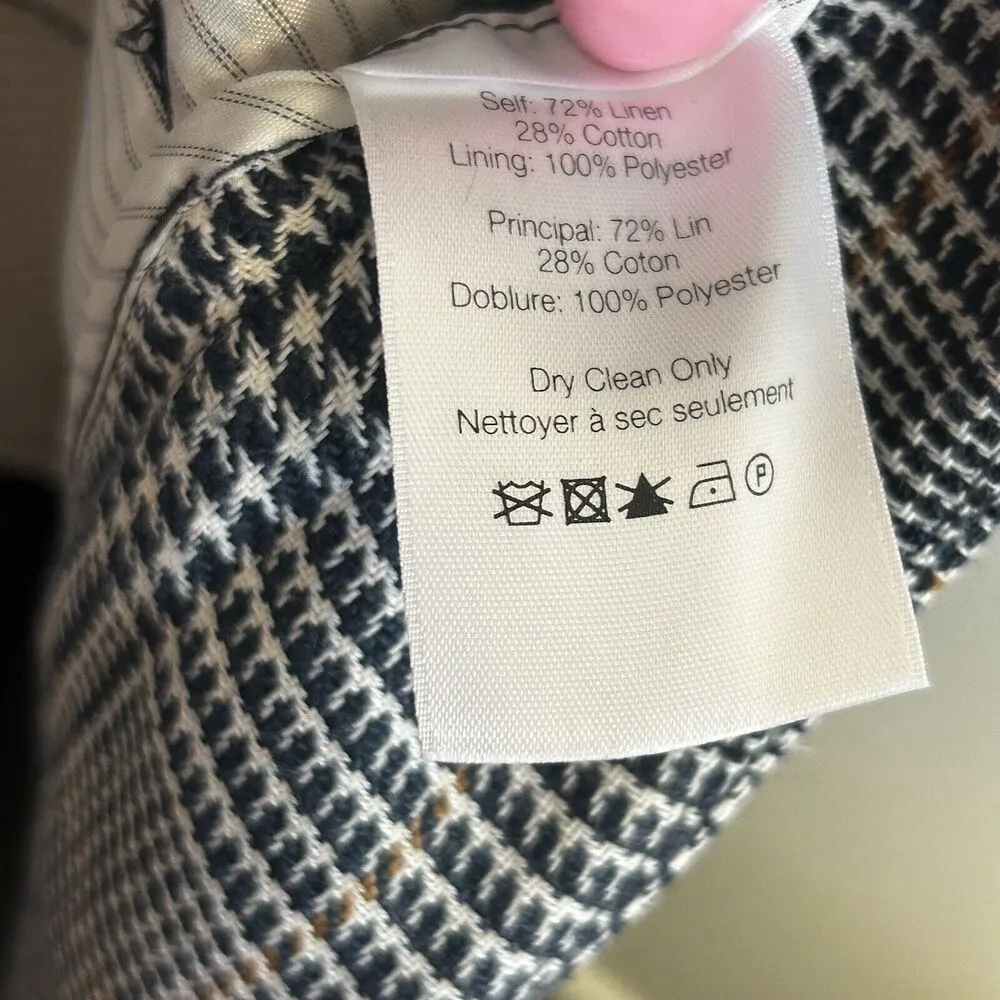 Self: 72% Linen
28% Cotton
Lining: 100% Polyester
Principal: 72% Lin
28% Coton
Doblure: 100% Polyester
Dry Clean Only
Nettoyer à sec seulement
P